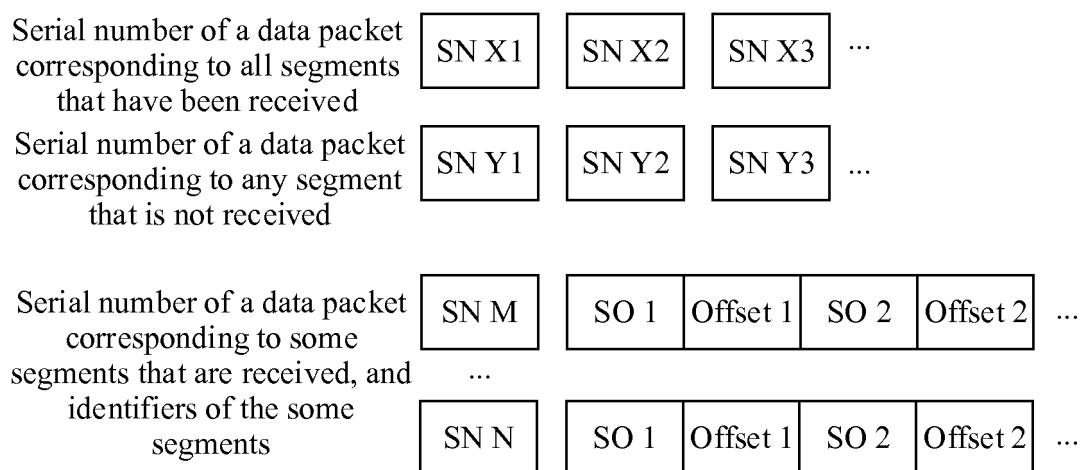 Serial number of a data packet
corresponding to all segments
that have been received
SN X1 SN X2 SN X3 ...
Serial number of a data packet
corresponding to any segment
that is not received
SN Y1 SN Y2 SN Y3 ...
Serial number of a data packet
corresponding to some
segments that are received, and
identifiers of the some
segments
SN M SO 1 Offset 1 SO 2 Offset 2 ...
...
SN N SO 1 Offset 1 SO 2 Offset 2 ...